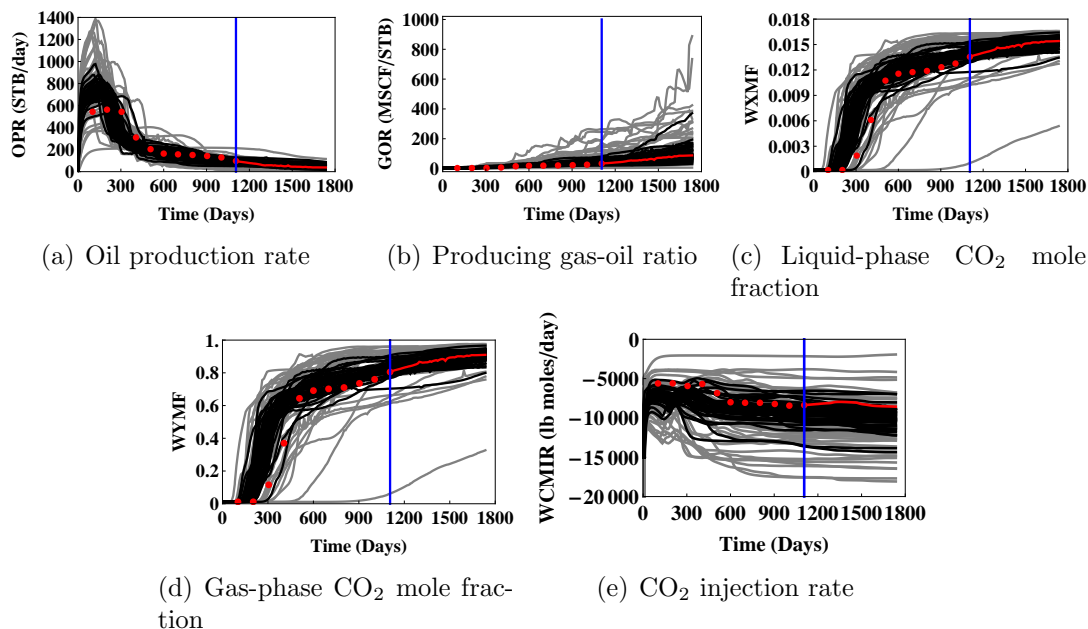 OPR (STB/day)
1400
1200
1000
800
600
400
200
0
0 300 600 900 1200 1500 1800
Time (Days)
(a) Oil production rate
GOR (MSCF/STB)
1000
800
600
400
200
0
0 300 600 900 1200 1500 1800
Time (Days)
(b) Producing gas-oil ratio
WXMF
0.018
0.015
0.012
0.009
0.006
0.003
0.
0 300 600 900 1200 1500 1800
Time (Days)
(c) Liquid-phase CO₂ mole
fraction
WYMF
1.
0.8
0.6
0.4
0.2
0
0 300 600 900 1200 1500 1800
Time (Days)
(d) Gas-phase CO₂ mole frac-
tion
WCMIR (lb moles/day)
0
−5000
−10 000
−15 000
−20 000
0 300 600 900 1200 1500 1800
Time (Days)
(e) CO₂ injection rate